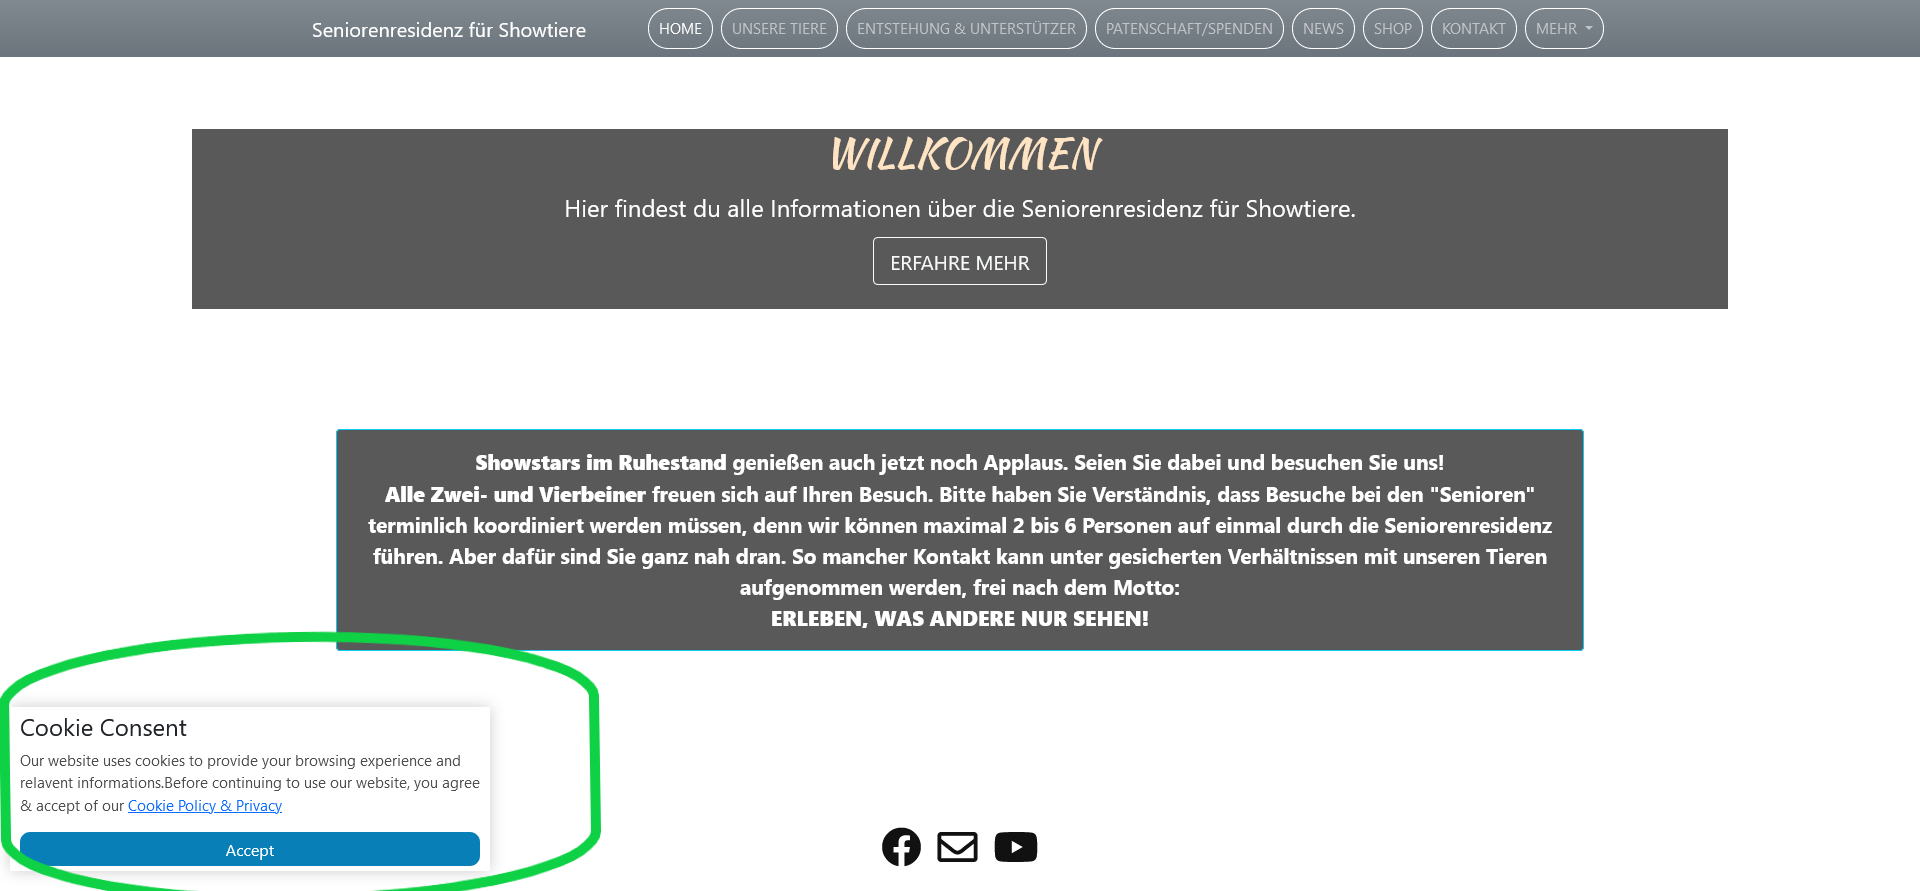 Seniorenresidenz für Showtiere
HOME
UNSERE TIERE
ENTSTEHUNG & UNTERSTÜTZER
PATENSCHAFT/SPENDEN
NEWS
SHOP
KONTAKT
MEHR
WILLKOMMEN
Hier findest du alle Informationen über die Seniorenresidenz für Showtiere.
ERFAHRE MEHR
Showstars im Ruhestand genießen auch jetzt noch Applaus. Seien Sie dabei und besuchen Sie uns!
Alle Zwei- und Vierbeiner freuen sich auf Ihren Besuch. Bitte haben Sie Verständnis, dass Besuche bei den "Senioren"
terminlich koordiniert werden müssen, denn wir können maximal 2 bis 6 Personen auf einmal durch die Seniorenresidenz
führen. Aber dafür sind Sie ganz nah dran. So mancher Kontakt kann unter gesicherten Verhältnissen mit unseren Tieren
aufgenommen werden, frei nach dem Motto:
ERLEBEN, WAS ANDERE NUR SEHEN!
Cookie Consent
Our website uses cookies to provide your browsing experience and
relavent informations.Before continuing to use our website, you agree
& accept of our Cookie Policy & Privacy
Accept